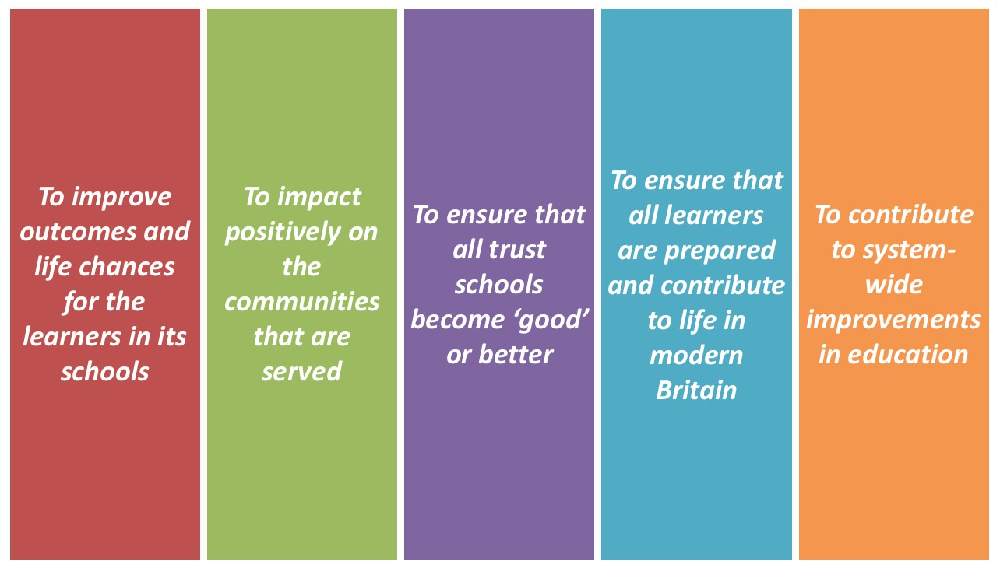 To improve
outcomes and
life chances
for the
learners in its
schools
To impact
positively on
the
communities
that are
served
To ensure that
all trust
schools
become ‘good’
or better
To ensure that
all learners
are prepared
and contribute
to life in
modern
Britain
To contribute
to system-
wide
improvements
in education